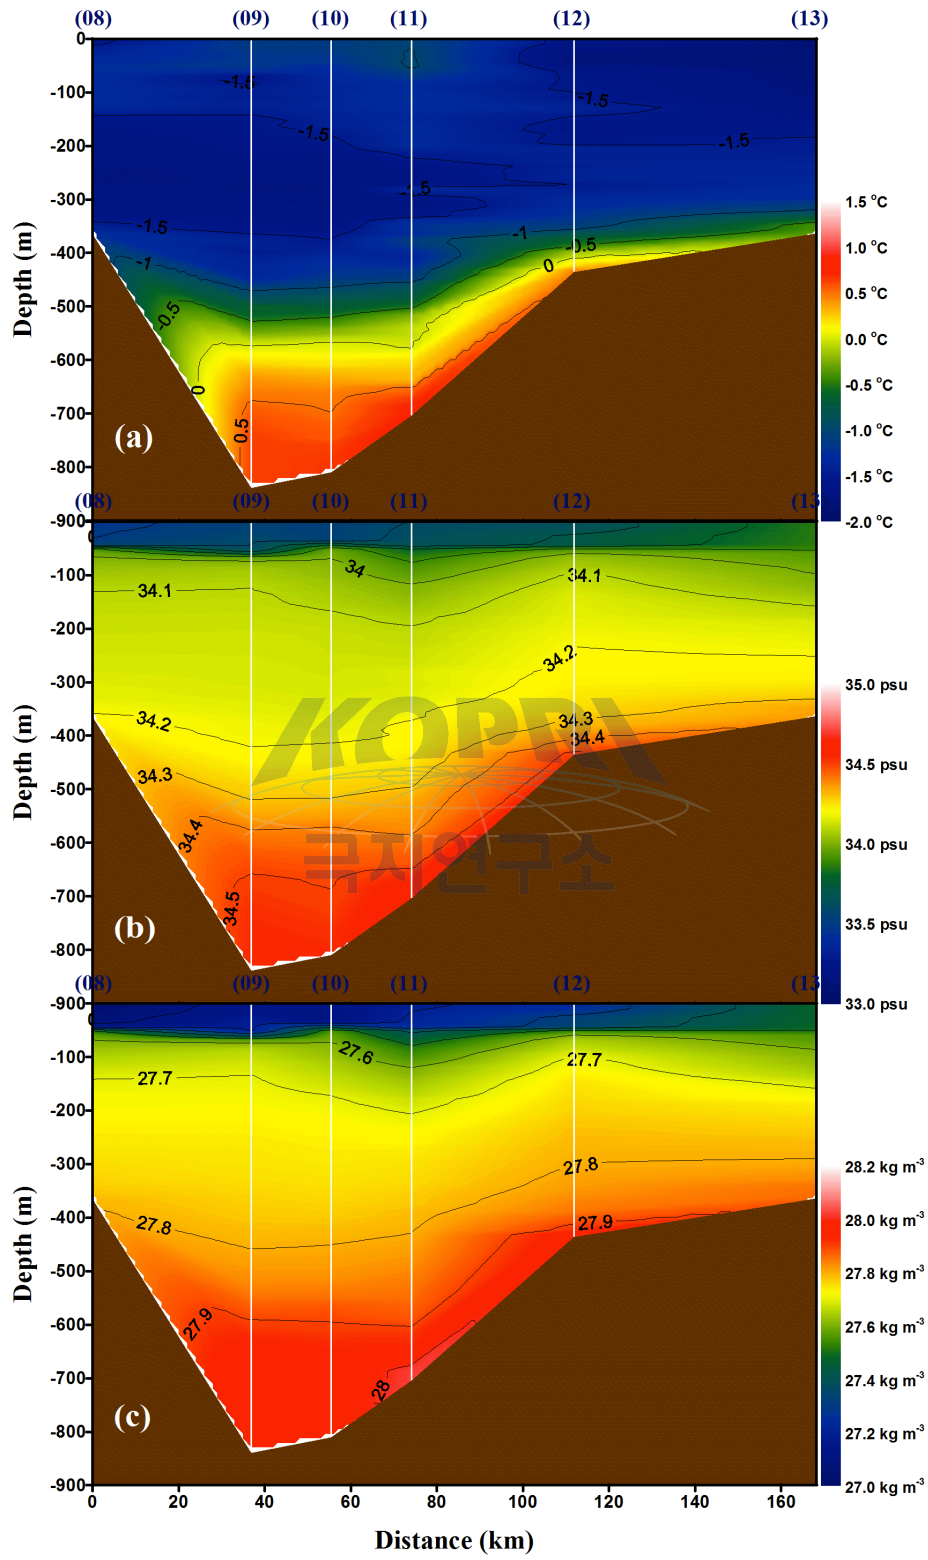 (08) (09) (10) (11) (12) (13)
0
-100
-200
-300
-400
-500
-600
-700
-800
-900
Depth (m)
-1.5
-1.5
-1.5
-1.5
-1.5
-1.5
-1
-1
-0.5
-0.5
0
0
0.5
(a)
1.5 °C
1.0 °C
0.5 °C
0.0 °C
-0.5 °C
-1.0 °C
-1.5 °C
-2.0 °C
(08) (09) (10) (11) (12) (13
-100
-200
-300
-400
-500
-600
-700
-800
-900
Depth (m)
34
34.1
34.1
34.2
34.2
34.3
34.3
34.4
34.4
34.5
KOPRI
극지연구소
(b)
35.0 psu
34.5 psu
34.0 psu
33.5 psu
33.0 psu
(08) (09) (10) (11) (12) (13
-100
-200
-300
-400
-500
-600
-700
-800
-900
Depth (m)
27.6
27.7
27.7
27.8
27.8
27.9
27.9
28
(c)
28.2 kg m-3
28.0 kg m-3
27.8 kg m-3
27.6 kg m-3
27.4 kg m-3
27.2 kg m-3
27.0 kg m-3
0 20 40 60 80 100 120 140 160
Distance (km)